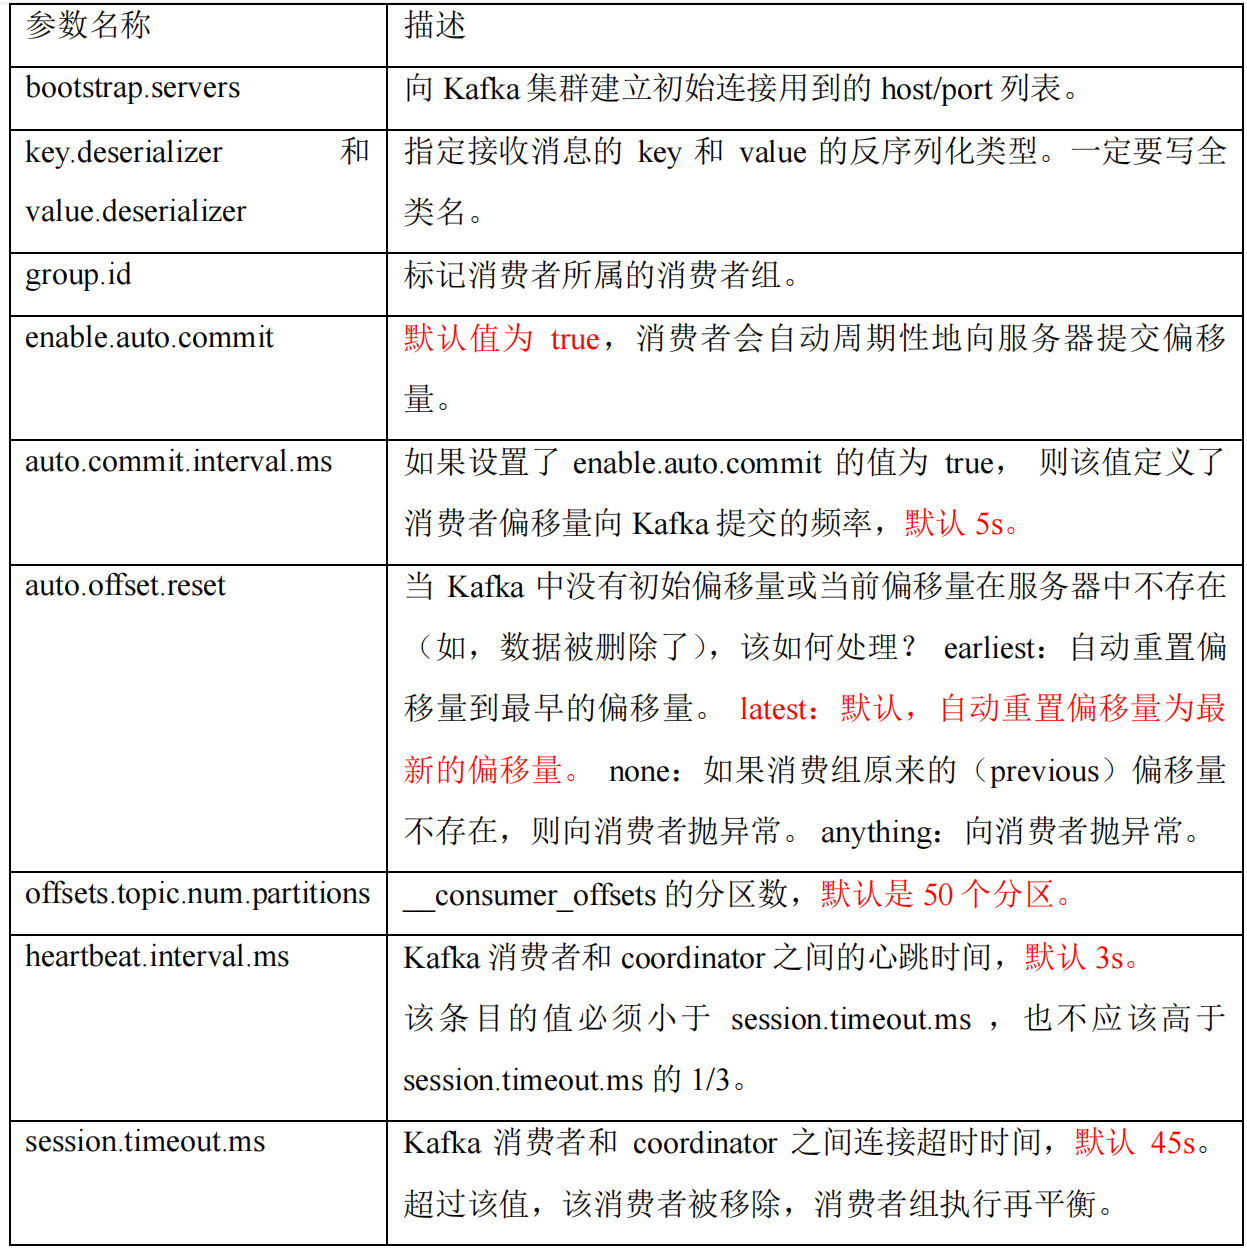 参数名称 描述
bootstrap.servers 向 Kafka 集群建立初始连接用到的 host/port 列表。
key.deserializer 和 指定接收消息的 key 和 value 的反序列化类型。一定要写全
value.deserializer 类名。
group.id 标记消费者所属的消费者组。
enable.auto.commit 默认值为 true，消费者会自动周期性地向服务器提交偏移
量。
auto.commit.interval.ms 如果设置了 enable.auto.commit 的值为 true， 则该值定义了
消费者偏移量向 Kafka 提交的频率，默认 5s。
auto.offset.reset 当 Kafka 中没有初始偏移量或当前偏移量在服务器中不存在
（如，数据被删除了），该如何处理？ earliest：自动重置偏
移量到最早的偏移量。 latest：默认，自动重置偏移量为最
新的偏移量。 none：如果消费组原来的（previous）偏移量
不存在，则向消费者抛异常。 anything：向消费者抛异常。
offsets.topic.num.partitions __consumer_offsets 的分区数，默认是 50 个分区。
heartbeat.interval.ms Kafka 消费者和 coordinator 之间的心跳时间，默认 3s。
该条目的值必须小于 session.timeout.ms ，也不应该高于
session.timeout.ms 的 1/3。
session.timeout.ms Kafka 消费者和 coordinator 之间连接超时时间，默认 45s。
超过该值，该消费者被移除，消费者组执行再平衡。